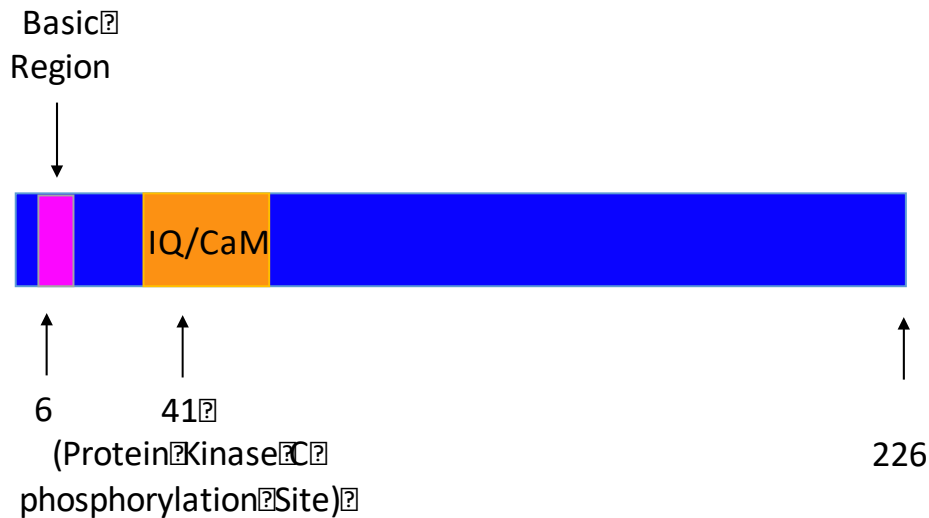 Basic⍰
Region
IQ/CaM
6
41⍰
(Protein⍰Kinase⍰C⍰
phosphorylation⍰Site)⍰
226